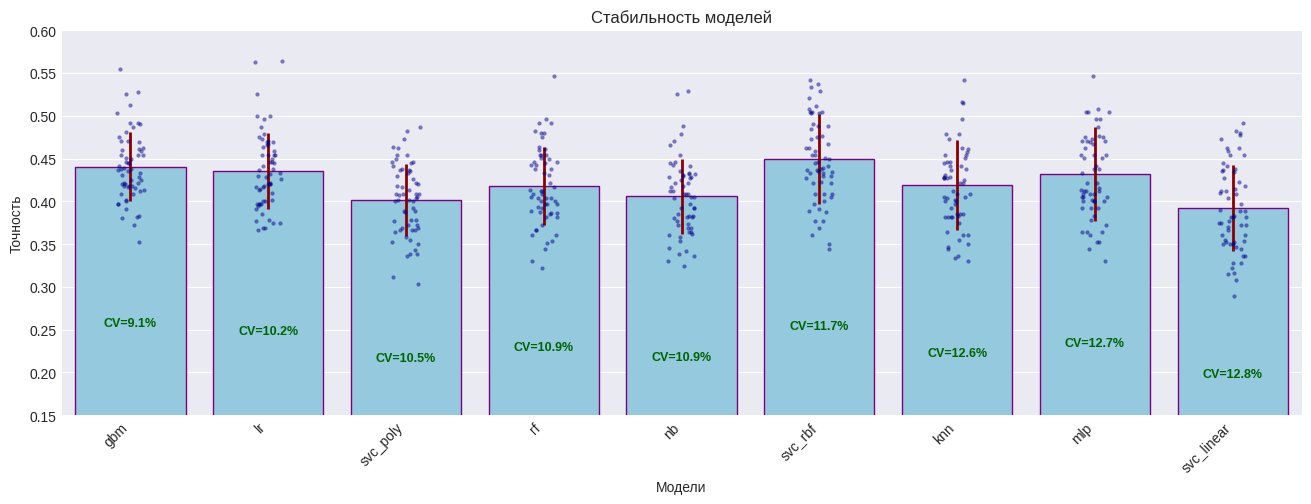 Стабильность моделей
Точность
0.60
0.55
0.50
0.45
0.40
0.35
0.30
0.25
0.20
0.15
CV=9.1%
CV=10.2%
CV=10.5%
CV=10.9%
CV=10.9%
CV=11.7%
CV=12.6%
CV=12.7%
CV=12.8%
gbm
lr
svc_poly
rf
nb
svc_rbf
knn
mlp
svc_linear
Модели